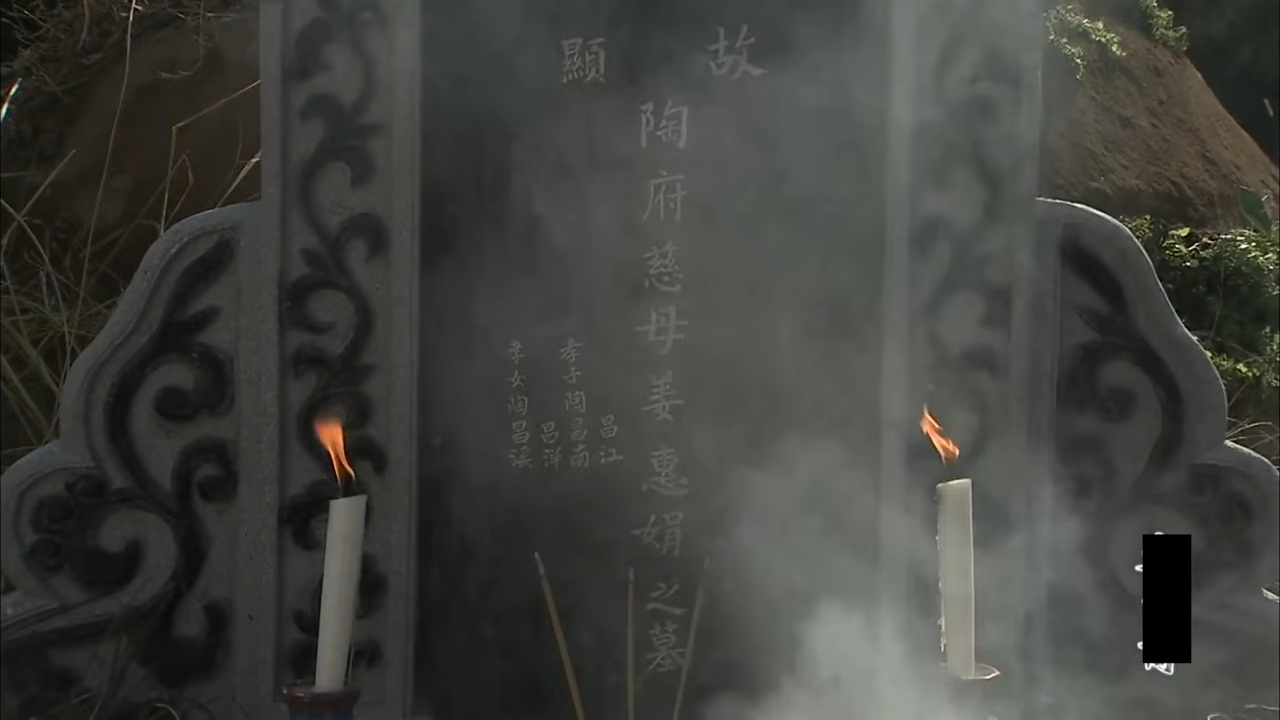 故
顯
陶府慈母姜惠娟之墓
昌江
孝子陶昌南
昌洋
孝女陶昌溪